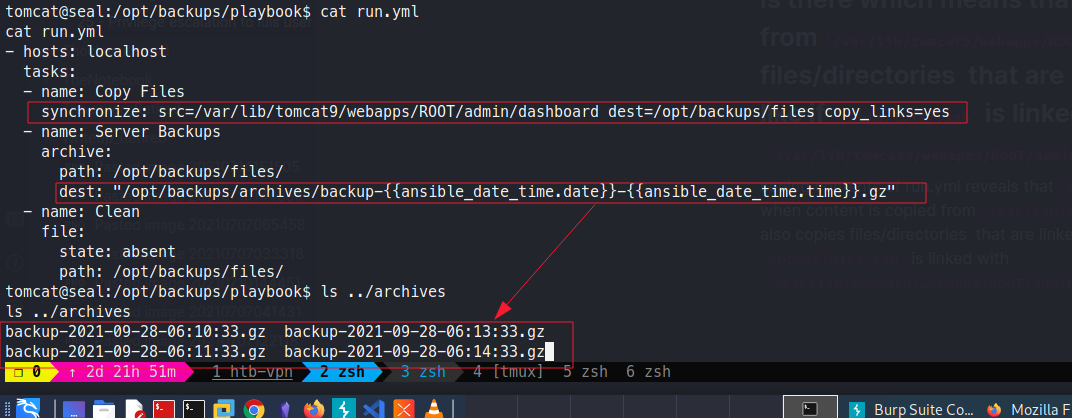 tomcat@seal:/opt/backups/playbook$ cat run.yml
cat run.yml
- hosts: localhost
  tasks:
  - name: Copy Files
    synchronize: src=/var/lib/tomcat9/webapps/ROOT/admin/dashboard dest=/opt/backups/files copy_links=yes
  - name: Server Backups
    archive:
      path: /opt/backups/files/
      dest: "/opt/backups/archives/backup-{{ansible_date_time.date}}-{{ansible_date_time.time}}.gz"
  - name: Clean
    file:
      state: absent
      path: /opt/backups/files/
tomcat@seal:/opt/backups/playbook$ ls ../archives
ls ../archives
backup-2021-09-28-06:10:33.gz  backup-2021-09-28-06:13:33.gz
backup-2021-09-28-06:11:33.gz  backup-2021-09-28-06:14:33.gz
❐ 0 ↑ 2d 21h 51m 1 htb-vpn 2 zsh 3 zsh 4 [tmux] 5 zsh 6 zsh
Burp Suite Co... Mozilla F
is there which means tha
from
files/directories that are
is linked
run.yml reveals that
when content is copied from
also copies files/directories that are linke
is linked with